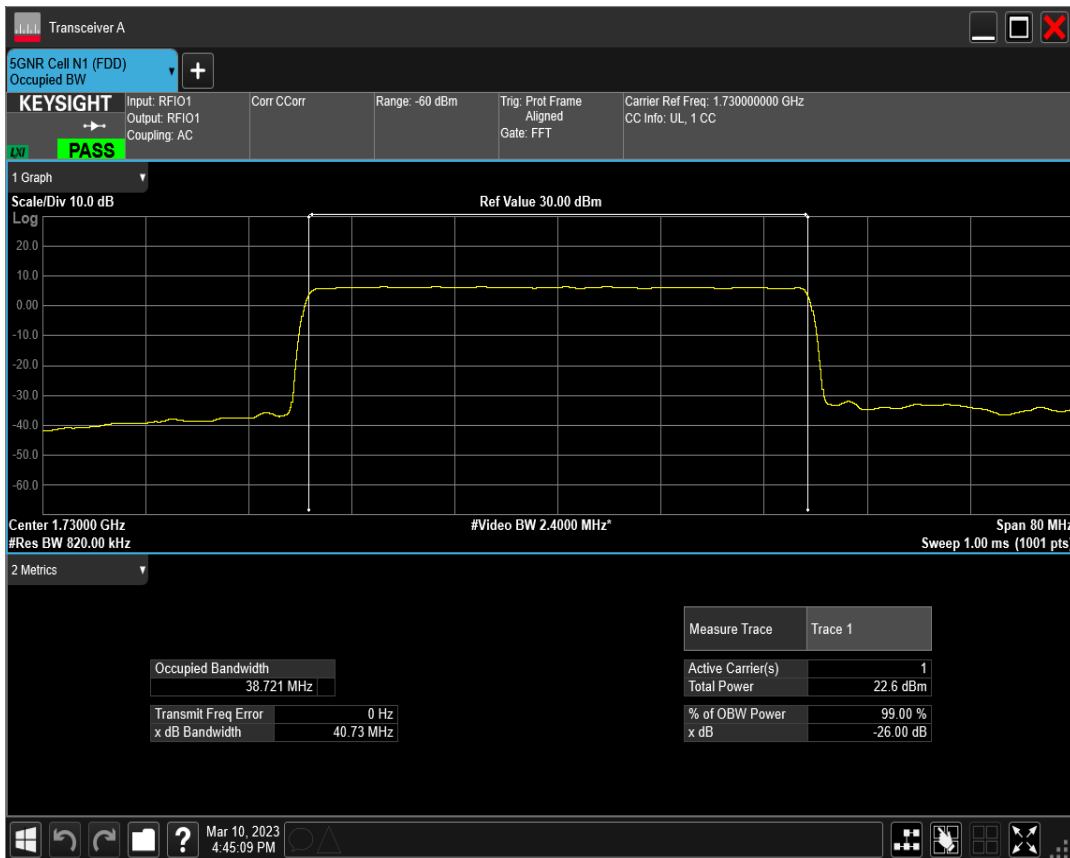 Transceiver A
5GNR Cell N1 (FDD)
Occupied BW
KEYSIGHT
LXI
PASS
Input: RFIO1
Output: RFIO1
Coupling: AC
Corr CCorr
Range: -60 dBm
Trig: Prot Frame
Aligned
Gate: FFT
Carrier Ref Freq: 1.730000000 GHz
CC Info: UL, 1 CC
1 Graph
Scale/Div 10.0 dB
Ref Value 30.00 dBm
Log
20.0
10.0
0.00
-10.0
-20.0
-30.0
-40.0
-50.0
-60.0
Center 1.73000 GHz
#Video BW 2.4000 MHz*
Span 80 MHz
#Res BW 820.00 kHz
Sweep 1.00 ms (1001 pts)
2 Metrics
Measure Trace Trace 1
Occupied Bandwidth
38.721 MHz
Active Carrier(s) 1
Total Power 22.6 dBm
Transmit Freq Error 0 Hz
x dB Bandwidth 40.73 MHz
% of OBW Power 99.00 %
x dB -26.00 dB
?
Mar 10, 2023
4:45:09 PM